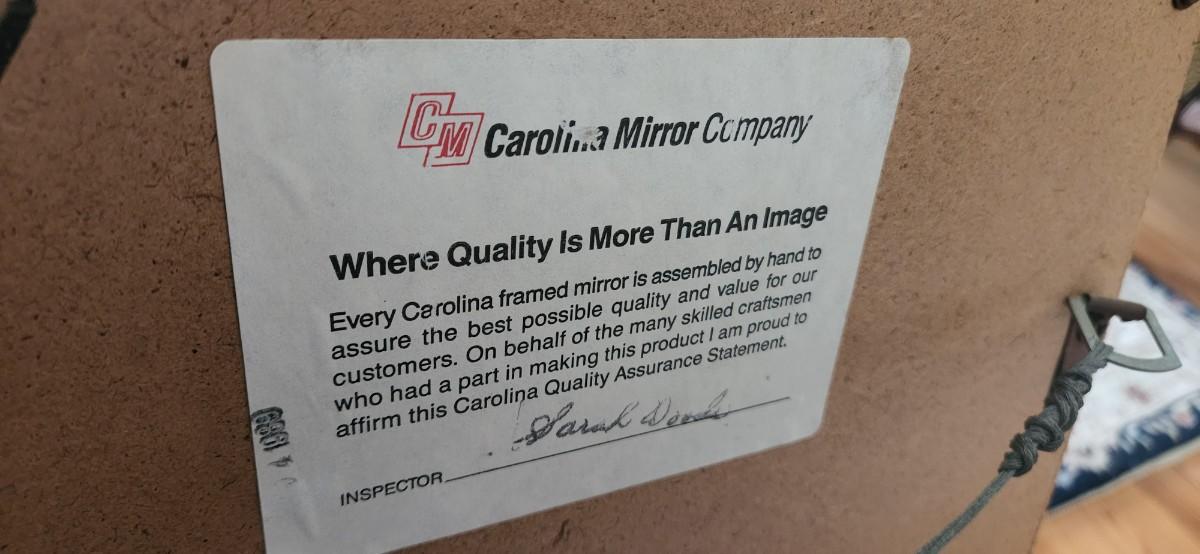 CM Carolina Mirror Company
Where Quality Is More Than An Image
Every Carolina framed mirror is assembled by hand to
assure the best possible quality and value for our
customers. On behalf of the many skilled craftsmen
who had a part in making this product I am proud to
affirm this Carolina Quality Assurance Statement.
Sarah Woods
INSPECTOR